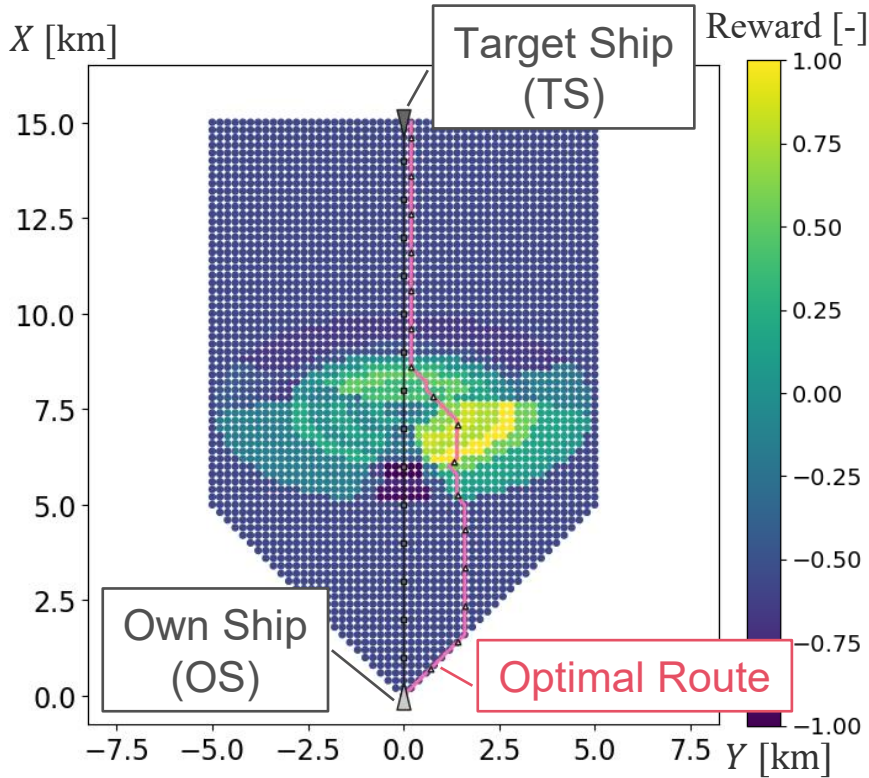 X [km]
Target Ship
(TS)
Reward [-]
15.0
12.5
10.0
7.5
5.0
2.5
0.0
1.00
0.75
0.50
0.25
0.00
−0.25
−0.50
−0.75
−1.00
Own Ship
(OS)
Optimal Route
−7.5
−5.0
−2.5
0.0
2.5
5.0
7.5
Y [km]